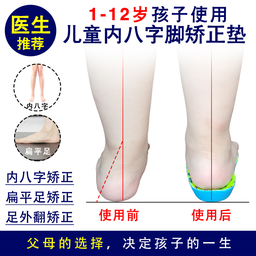 医生
推荐
1-12岁孩子使用
儿童内八字脚矫正垫
内八字
扁平足
内八字矫正
扁平足矫正
足外翻矫正
使用前
使用后
父母的选择，决定孩子的一生